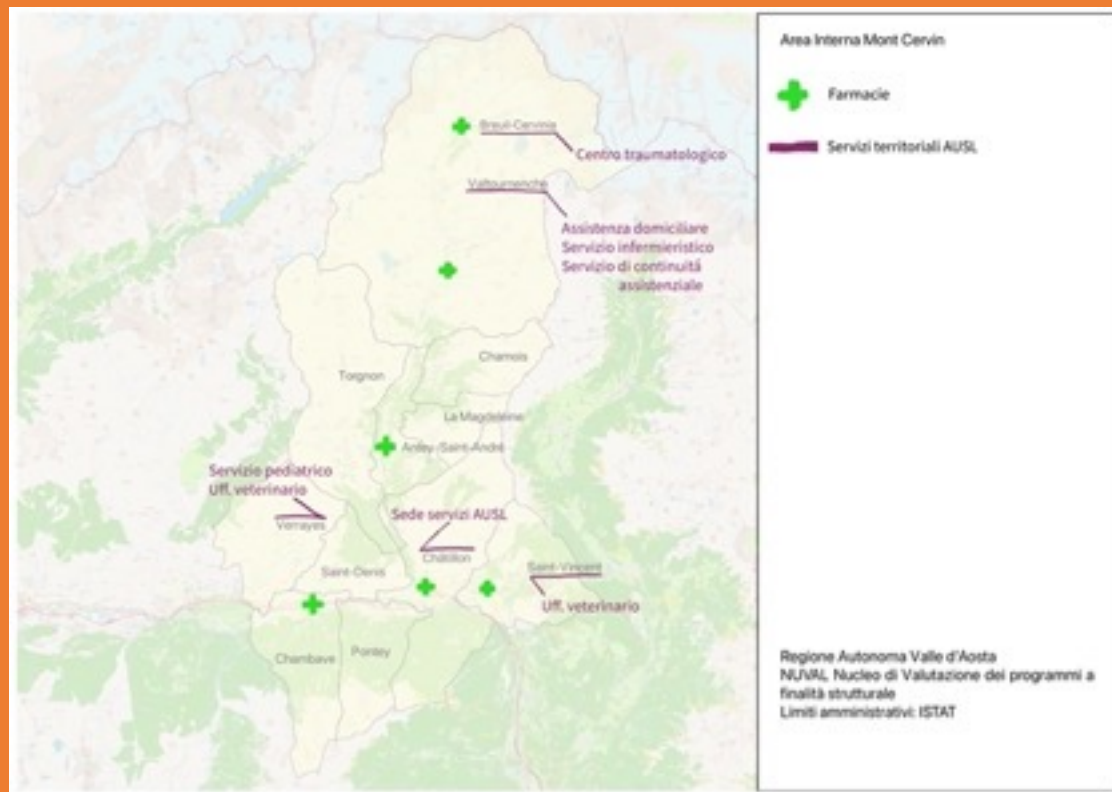 Area Interna Mont Cervin
Farmacie
Servizi territoriali AUSL
Breuil-Cervinia
Centro traumatologico
Valtournenche
Assistenza domiciliare
Servizio infermieristico
Servizio di continuitá
assistenziale
Chamois
Torgnon
La Magdeleine
Antey-/Saint-André
Servizio pediatrico
Uff. veterinario
Verrayes
Sede servizi AUSL
Châtillon
Saint-Denis
Saint-Vincent
Uff. veterinario
Chambave
Pontey
Regione Autonoma Valle d'Aosta
NUVAL Nucleo di Valutazione dei programmi a
finalità strutturale
Limiti amministrativi: ISTAT